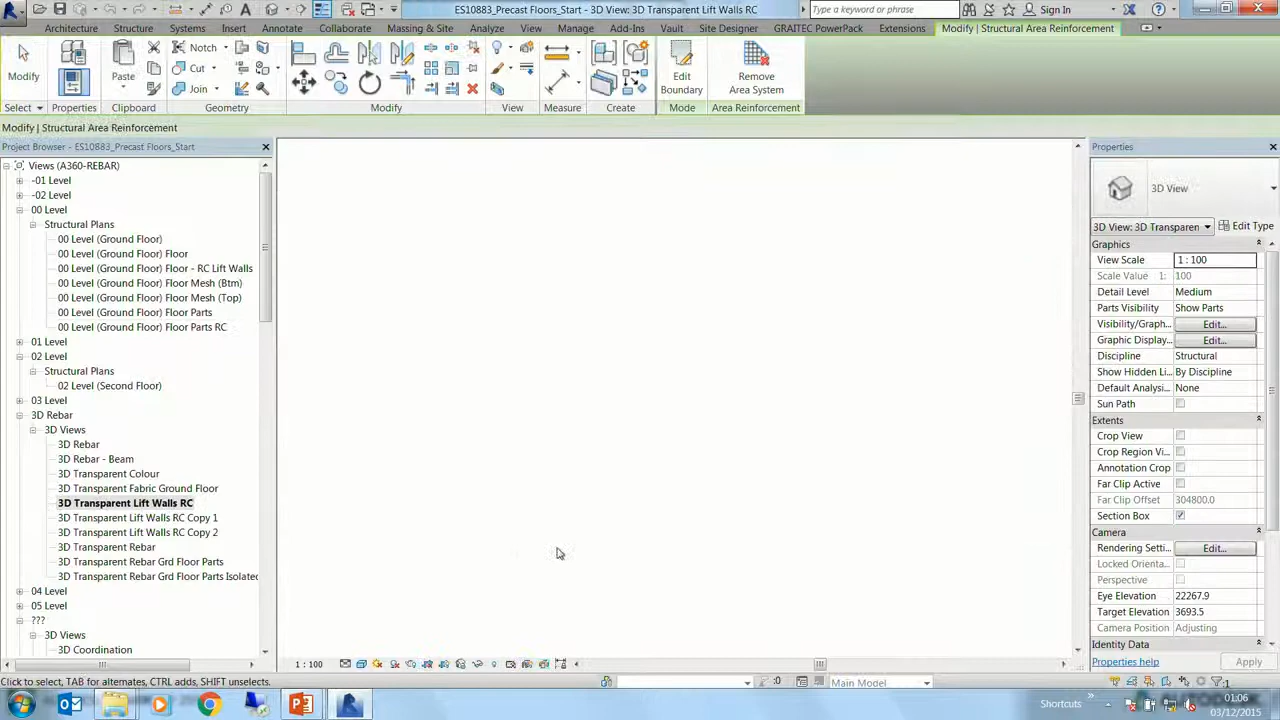 ES10883_Precast Floors_Start - 3D View: 3D Transparent Lift Walls RC
Type a keyword or phrase
Sign In
Architecture Structure Systems Insert Annotate Collaborate Massing & Site Analyze View Manage Add-Ins Vault Site Designer GRAITEC PowerPack Extensions Modify | Structural Area Reinforcement
Modify Paste Notch Cut Join Edit Boundary Remove Area System
Select Properties Clipboard Geometry Modify View Measure Create Mode Area Reinforcement
Modify | Structural Area Reinforcement
Project Browser - ES10883_Precast Floors_Start
Views (A360-REBAR)
-01 Level
-02 Level
00 Level
Structural Plans
00 Level (Ground Floor)
00 Level (Ground Floor) Floor
00 Level (Ground Floor) Floor - RC Lift Walls
00 Level (Ground Floor) Floor Mesh (Btm)
00 Level (Ground Floor) Floor Mesh (Top)
00 Level (Ground Floor) Floor Parts
00 Level (Ground Floor) Floor Parts RC
01 Level
02 Level
Structural Plans
02 Level (Second Floor)
03 Level
3D Rebar
3D Views
3D Rebar
3D Rebar - Beam
3D Transparent Colour
3D Transparent Fabric Ground Floor
3D Transparent Lift Walls RC
3D Transparent Lift Walls RC Copy 1
3D Transparent Lift Walls RC Copy 2
3D Transparent Rebar
3D Transparent Rebar Grd Floor Parts
3D Transparent Rebar Grd Floor Parts Isolated
04 Level
05 Level
???
3D Views
3D Coordination
1 : 100
Properties
3D View
3D View: 3D Transparen Edit Type
Graphics
View Scale 1 : 100
Scale Value 1: 100
Detail Level Medium
Parts Visibility Show Parts
Visibility/Graph... Edit...
Graphic Display... Edit...
Discipline Structural
Show Hidden Li... By Discipline
Default Analysi... None
Sun Path
Extents
Crop View
Crop Region Vi...
Annotation Crop
Far Clip Active
Far Clip Offset 304800.0
Section Box
Camera
Rendering Setti... Edit...
Locked Orienta...
Perspective
Eye Elevation 22267.9
Target Elevation 3693.5
Camera Position Adjusting
Identity Data
Properties help Apply
Click to select, TAB for alternates, CTRL adds, SHIFT unselects.
:0 Main Model :1
Shortcuts
01:06
03/12/2015